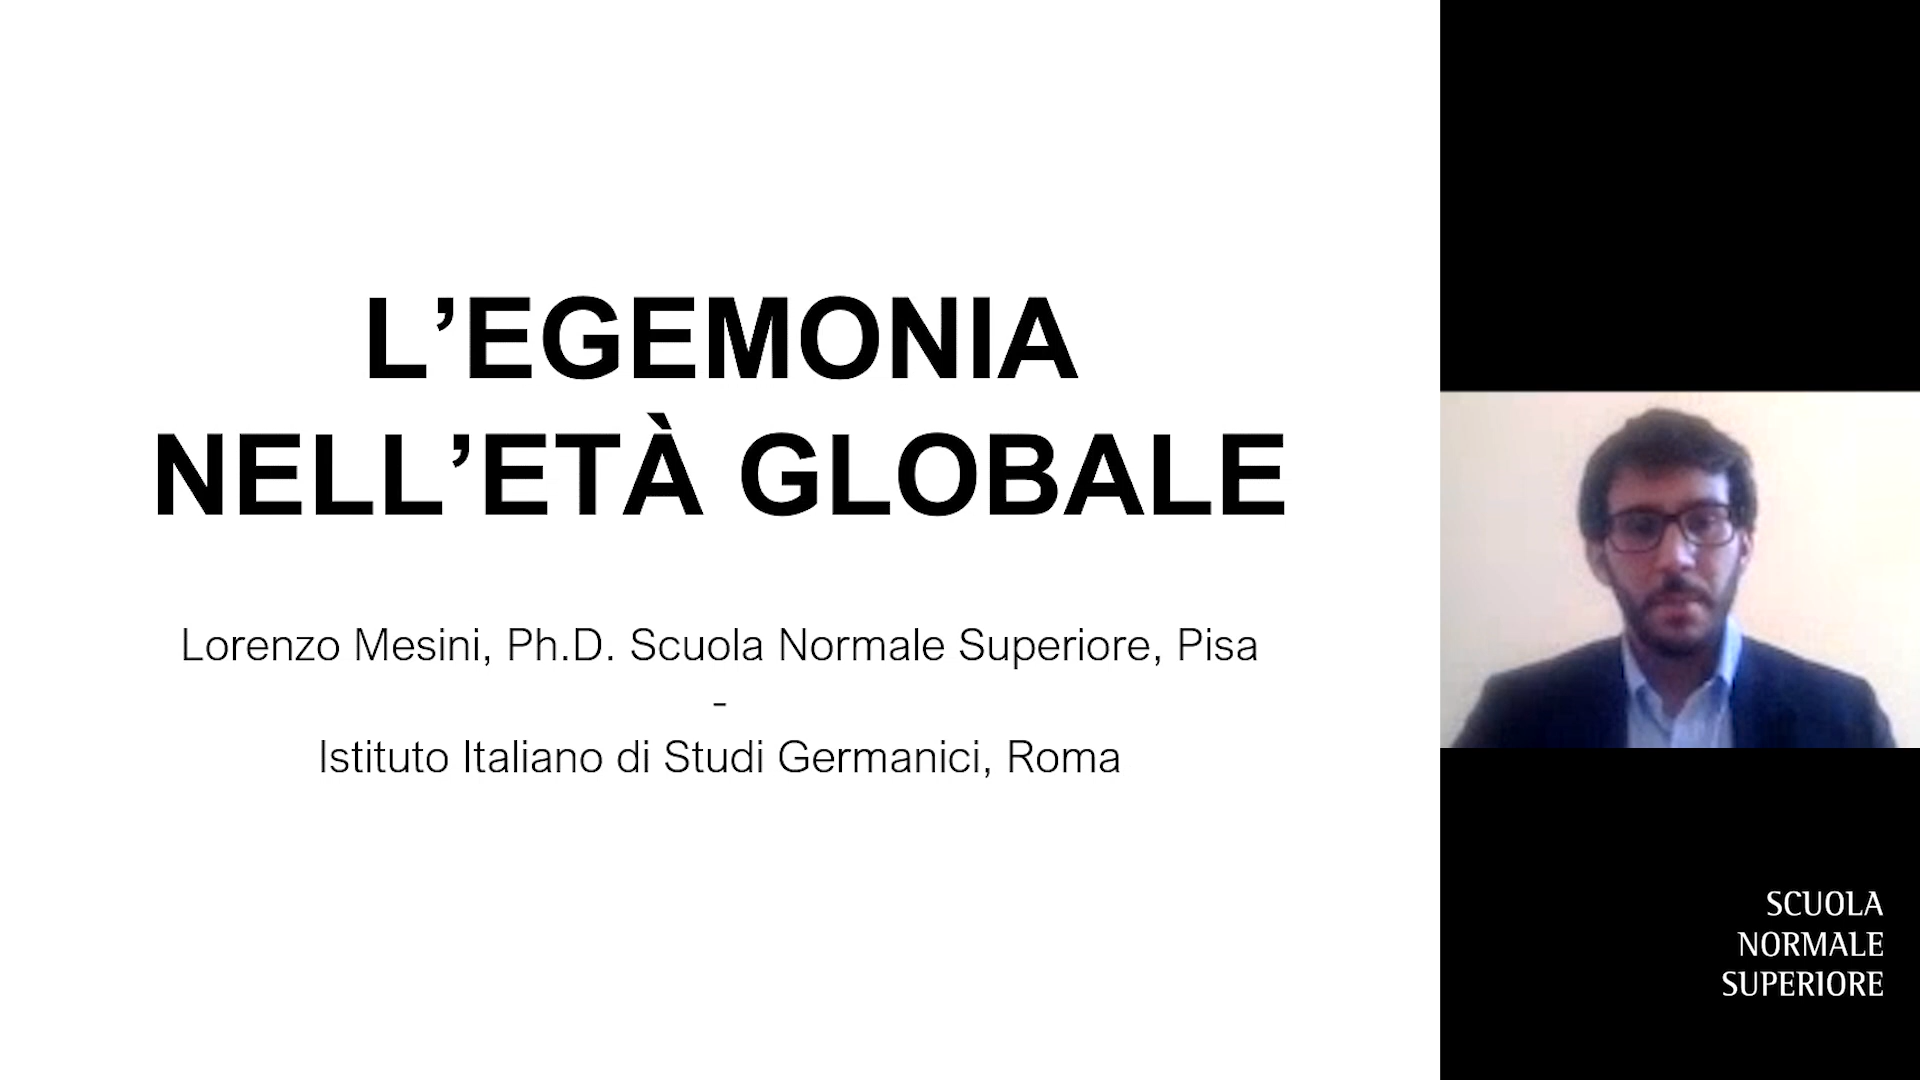 L’EGEMONIA
NELL’ETÀ GLOBALE
Lorenzo Mesini, Ph.D. Scuola Normale Superiore, Pisa
-
Istituto Italiano di Studi Germanici, Roma
SCUOLA
NORMALE
SUPERIORE